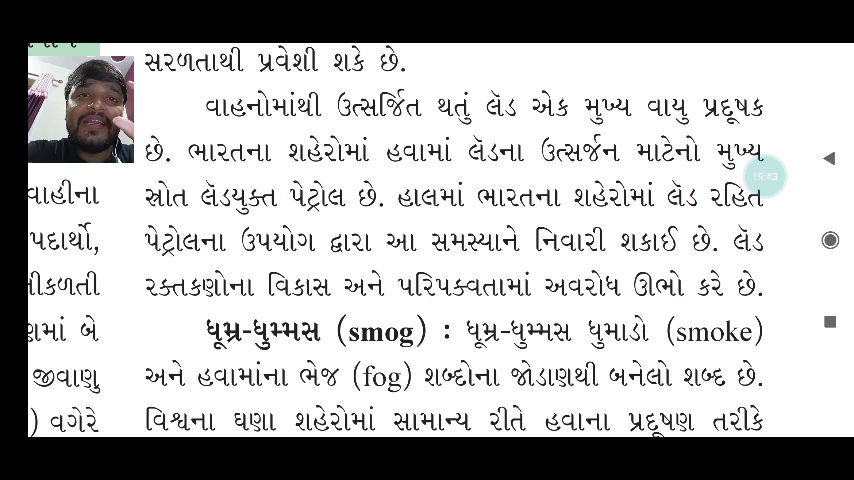 સરળતાથી પ્રવેશી શકે છે.
વાહનોમાંથી ઉત્સર્જિત થતું લૅડ એક મુખ્ય વાયુ પ્રદૂષક
છે. ભારતના શહેરોમાં હવામાં લૅડના ઉત્સર્જન માટેનો મુખ્ય
સ્રોત લૅડયુક્ત પેટ્રોલ છે. હાલમાં ભારતના શહેરોમાં લૅડ રહિત
પેટ્રોલના ઉપયોગ દ્વારા આ સમસ્યાને નિવારી શકાઈ છે. લૅડ
રક્તકણોના વિકાસ અને પરિપક્વતામાં અવરોધ ઊભો કરે છે.
ધૂમ્ર-ધુમ્મસ (smog) : ધૂમ્ર-ધુમ્મસ ધુમાડો (smoke)
અને હવામાંના ભેજ (fog) શબ્દોના જોડાણથી બનેલો શબ્દ છે.
વિશ્વના ઘણા શહેરોમાં સામાન્ય રીતે હવાના પ્રદૂષણ તરીકે
વાહીના
પદાર્થો,
નીકળતી
ણમાં બે
જીવાણુ
) વગેરે
19:43